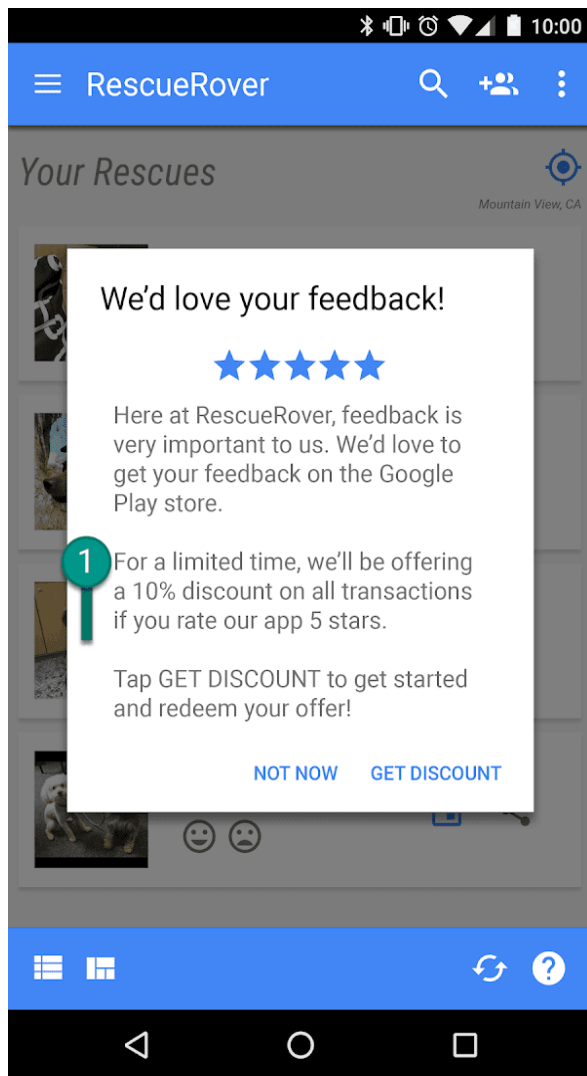 10:00
RescueRover
Your Rescues
Mountain View, CA
We’d love your feedback!
Here at RescueRover, feedback is
very important to us. We’d love to
get your feedback on the Google
Play store.
1
For a limited time, we’ll be offering
a 10% discount on all transactions
if you rate our app 5 stars.
Tap GET DISCOUNT to get started
and redeem your offer!
NOT NOW GET DISCOUNT